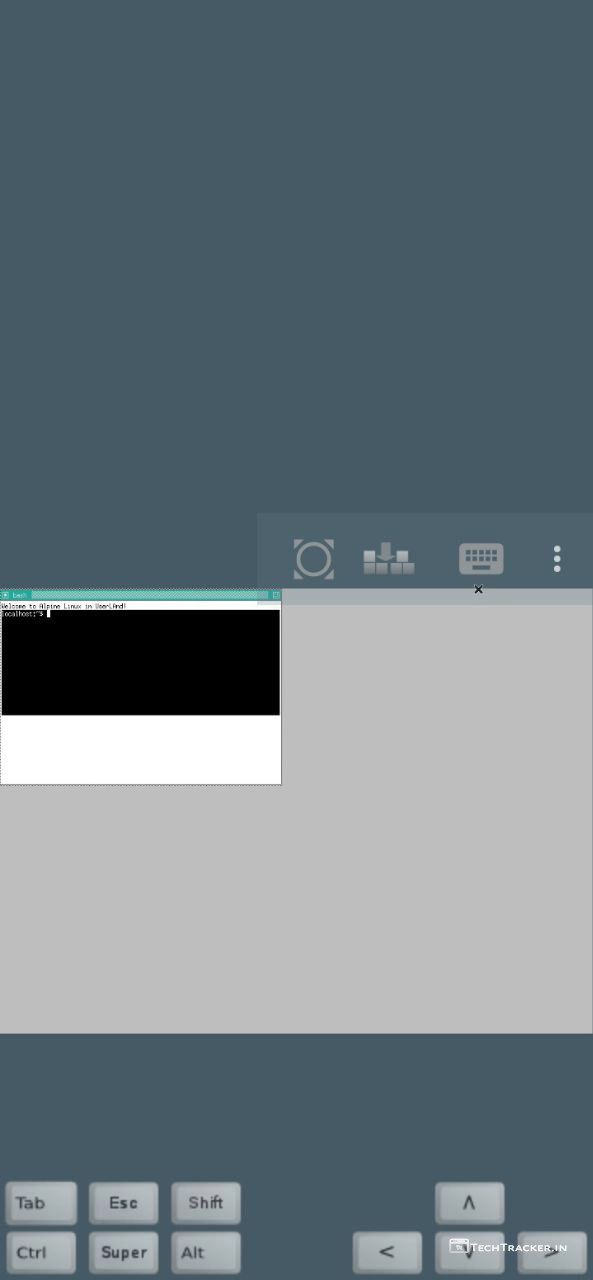 bash
Welcome to Alpine Linux in UserLAnd!
localhost:~$
Tab Esc Shift ∧
Ctrl Super Alt < ∨ >
TechTracker.in